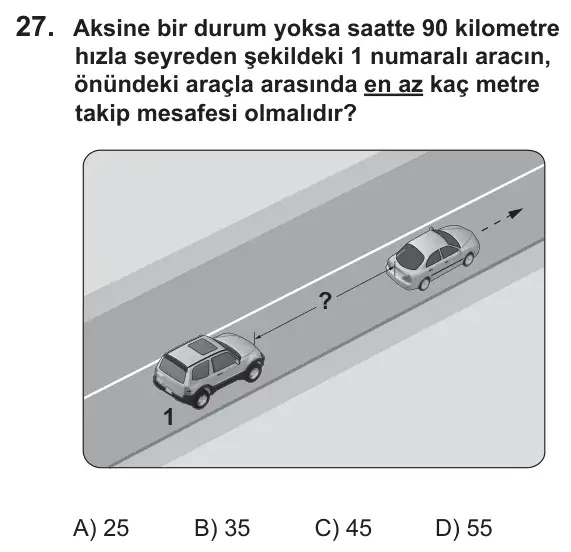 27. Aksine bir durum yoksa saatte 90 kilometre
hızla seyreden şekildeki 1 numaralı aracın,
önündeki araçla arasında en az kaç metre
takip mesafesi olmalıdır?
?
1
A) 25 B) 35 C) 45 D) 55